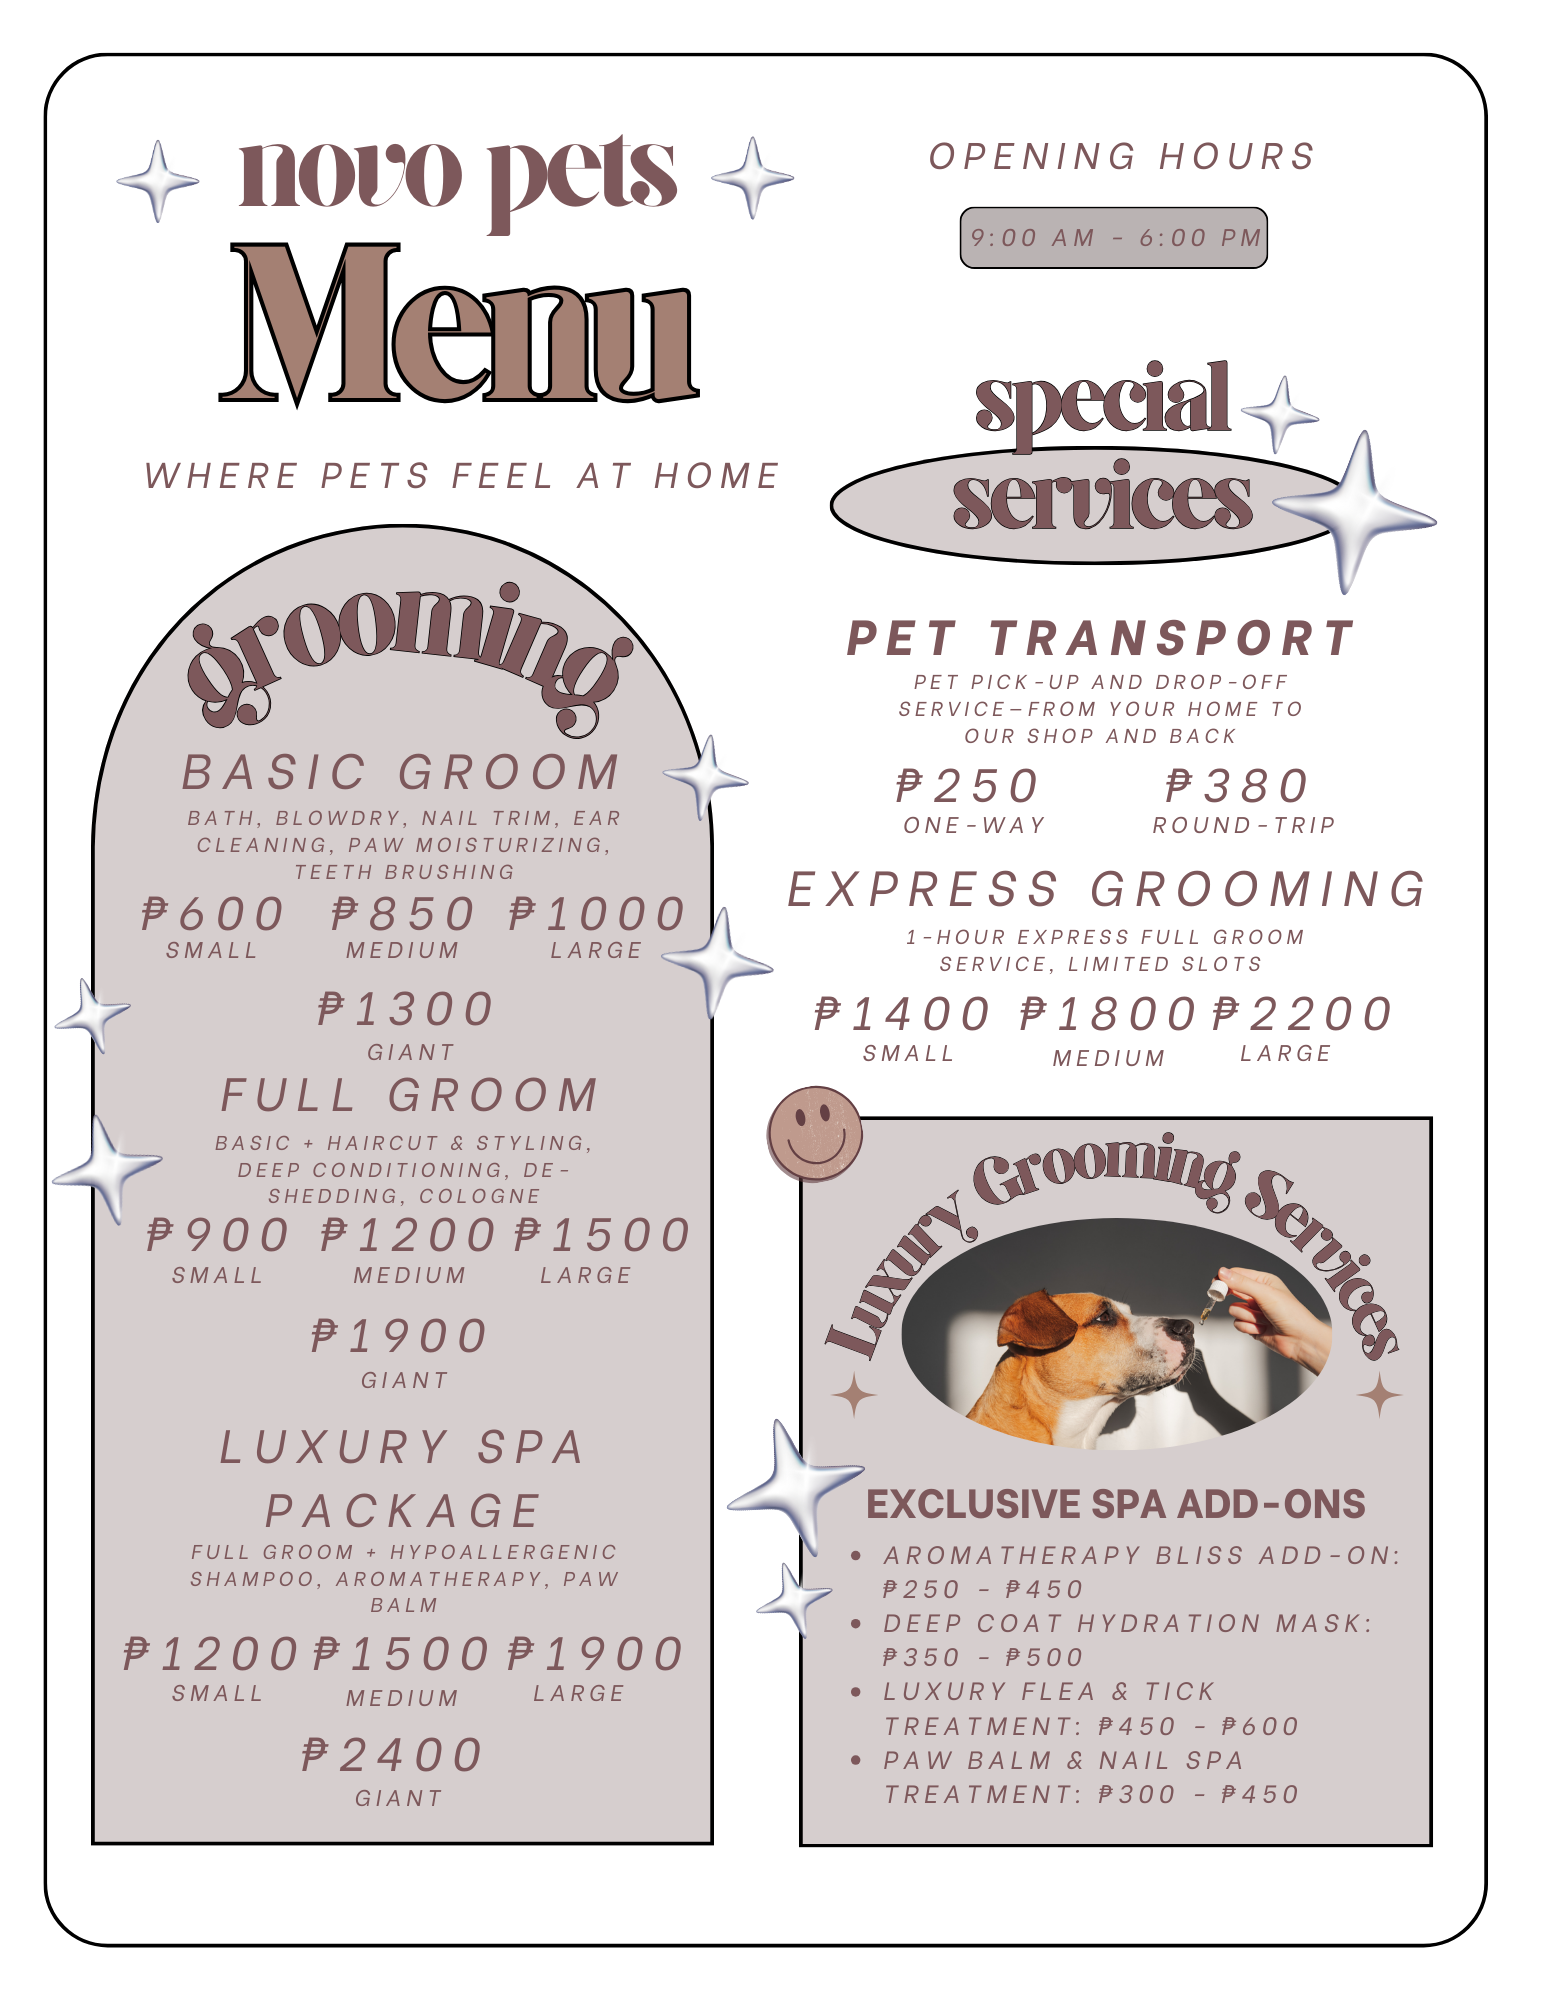 novo pets
Menu
WHERE PETS FEEL AT HOME
grooming
BASIC GROOM
BATH, BLOWDRY, NAIL TRIM, EAR
CLEANING, PAW MOISTURIZING,
TEETH BRUSHING
₱600 ₱850 ₱1000
SMALL MEDIUM LARGE
₱1300
GIANT
FULL GROOM
BASIC + HAIRCUT & STYLING,
DEEP CONDITIONING, DE-
SHEDDING, COLOGNE
₱900 ₱1200 ₱1500
SMALL MEDIUM LARGE
₱1900
GIANT
LUXURY SPA
PACKAGE
FULL GROOM + HYPOALLERGENIC
SHAMPOO, AROMATHERAPY, PAW
BALM
₱1200 ₱1500 ₱1900
SMALL MEDIUM LARGE
₱2400
GIANT
OPENING HOURS
9:00 AM - 6:00 PM
special
services
PET TRANSPORT
PET PICK-UP AND DROP-OFF
SERVICE—FROM YOUR HOME TO
OUR SHOP AND BACK
₱250 ₱380
ONE-WAY ROUND-TRIP
EXPRESS GROOMING
1-HOUR EXPRESS FULL GROOM
SERVICE, LIMITED SLOTS
₱1400 ₱1800 ₱2200
SMALL MEDIUM LARGE
Luxury Grooming Services
EXCLUSIVE SPA ADD-ONS
• AROMATHERAPY BLISS ADD-ON:
₱250 - ₱450
• DEEP COAT HYDRATION MASK:
₱350 - ₱500
• LUXURY FLEA & TICK
TREATMENT: ₱450 - ₱600
• PAW BALM & NAIL SPA
TREATMENT: ₱300 - ₱450